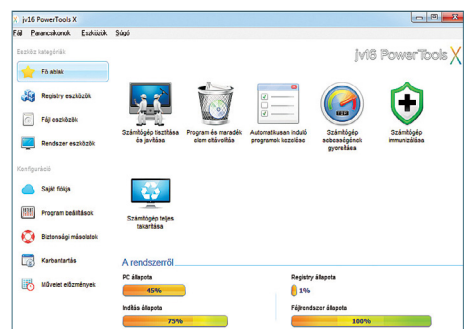 jv16 PowerTools X
Fájl Parancsikonok Eszközök Súgó
Eszköz kategóriák
jv16 PowerTools X
Fő ablak
Registry eszközök
Fájl eszközök
Rendszer eszközök
Számítógép tisztítása
és javítása
Program és maradék
elem eltávolítás
Automatikusan induló
programok kezelése
Számítógép
sebességének
gyorsítása
Számítógép
immunizálása
Konfiguráció
Saját fiókja
Program beállítások
Biztonsági másolatok
Karbantartás
Művelet előzmények
Számítógép teljes
takarítása
A rendszerről
PC állapota
45%
Registry állapota
1%
Indítás állapota
75%
Fájlrendszer állapota
100%